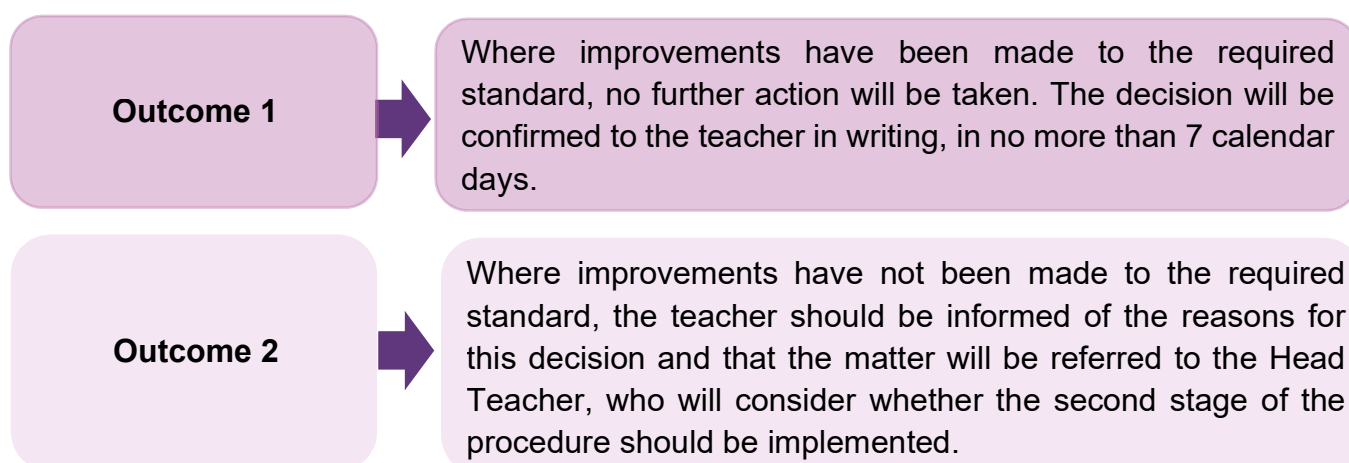 Outcome 1
Where improvements have been made to the required
standard, no further action will be taken. The decision will be
confirmed to the teacher in writing, in no more than 7 calendar
days.
Outcome 2
Where improvements have not been made to the required
standard, the teacher should be informed of the reasons for
this decision and that the matter will be referred to the Head
Teacher, who will consider whether the second stage of the
procedure should be implemented.